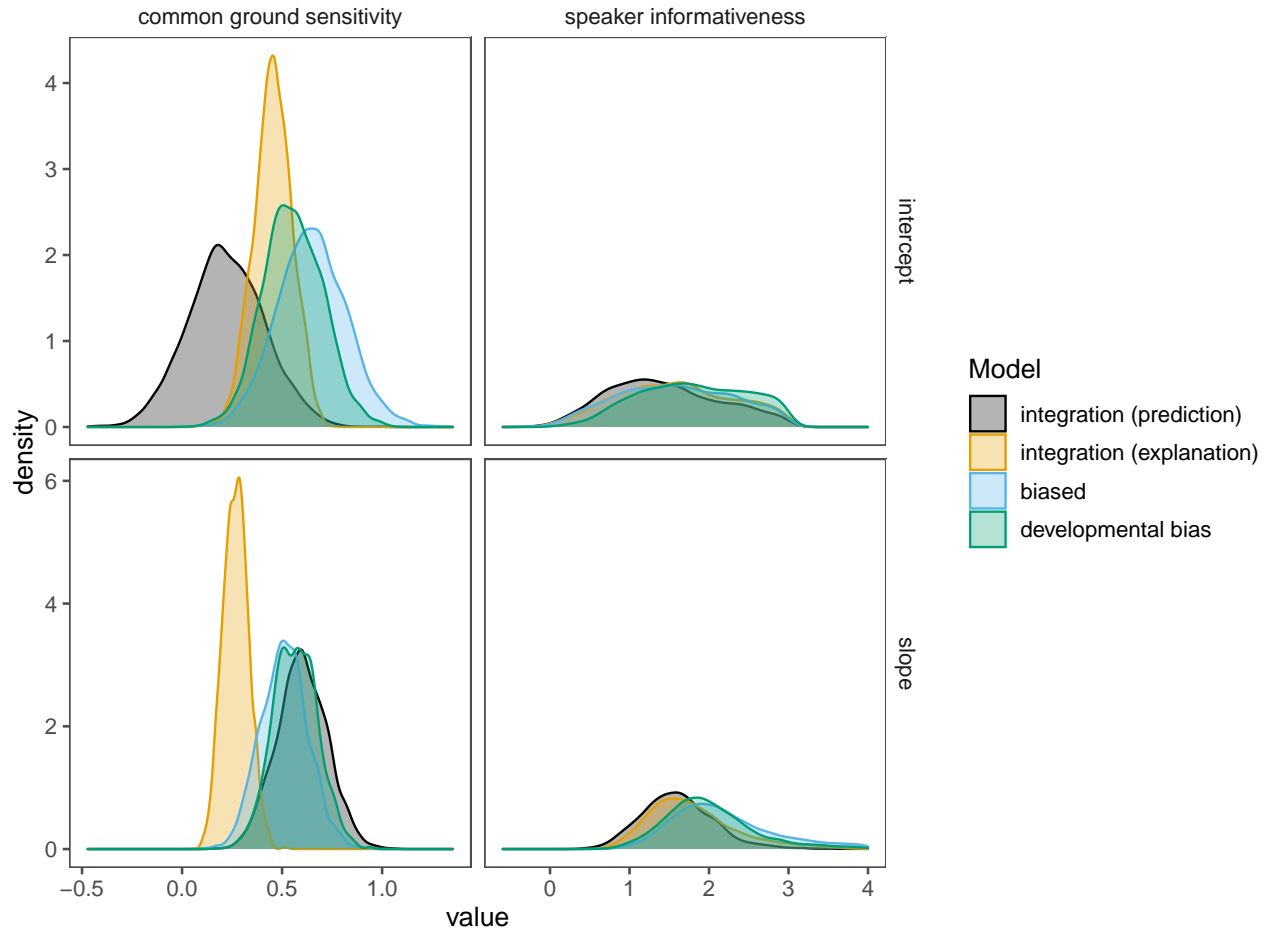 common ground sensitivity
speaker informativeness
4
3
2
1
0
intercept
density
6
4
2
0
slope
−0.5
0.0
0.5
1.0
0
1
2
3
4
value
Model
integration (prediction)
integration (explanation)
biased
developmental bias